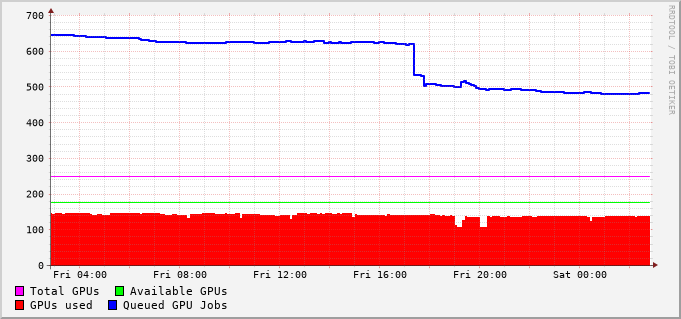 700
600
500
400
300
200
100
0
Fri 04:00 Fri 08:00 Fri 12:00 Fri 16:00 Fri 20:00 Sat 00:00
Total GPUs Available GPUs
GPUs used Queued GPU Jobs
RRDTOOL / TOBI OETIKER